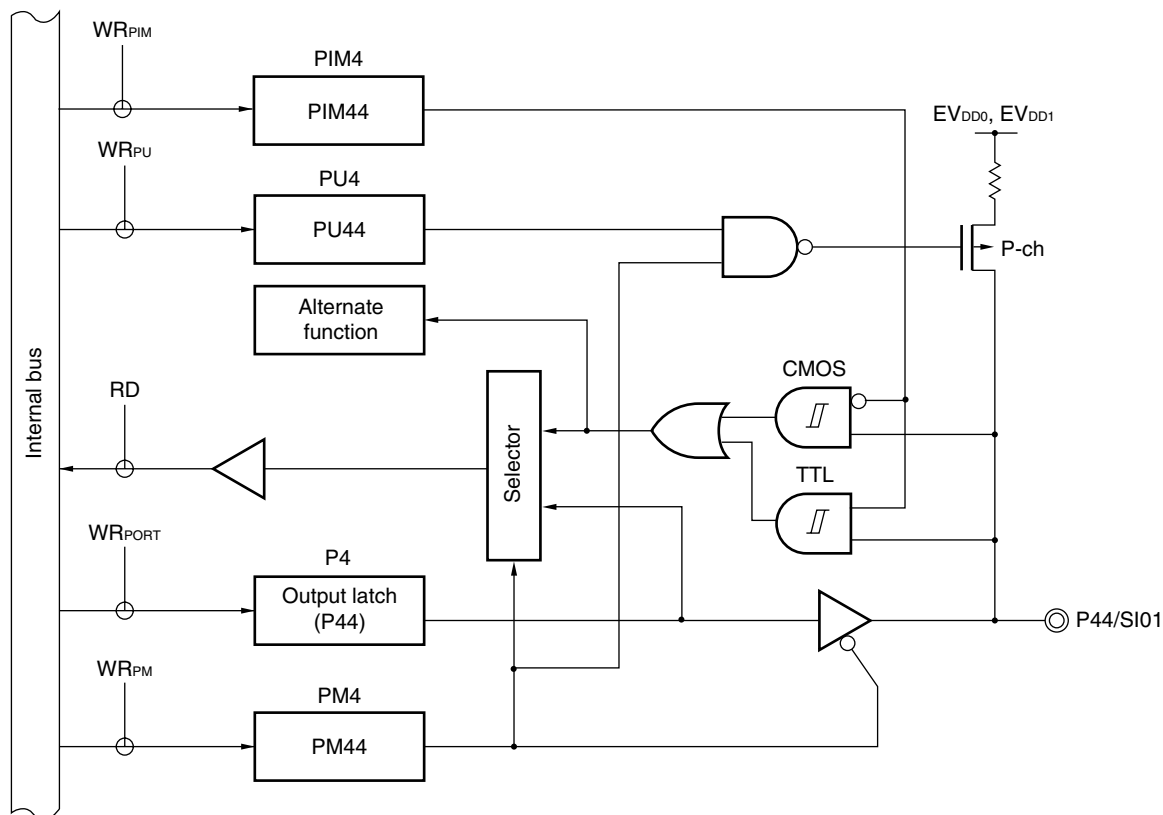 WRPIM
PIM4
PIM44
EVDD0, EVDD1
WRPU
PU4
PU44
P-ch
Alternate
function
CMOS
RD
Internal bus
Selector
TTL
WRPORT
P4
Output latch
(P44)
P44/SI01
WRPM
PM4
PM44